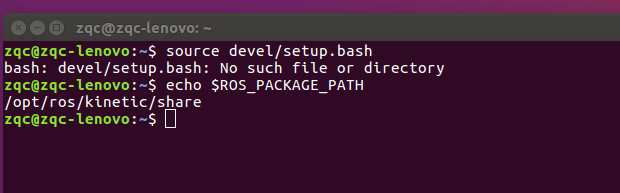 zqc@zqc-lenovo: ~
zqc@zqc-lenovo:~$ source devel/setup.bash
bash: devel/setup.bash: No such file or directory
zqc@zqc-lenovo:~$ echo $ROS_PACKAGE_PATH
/opt/ros/kinetic/share
zqc@zqc-lenovo:~$